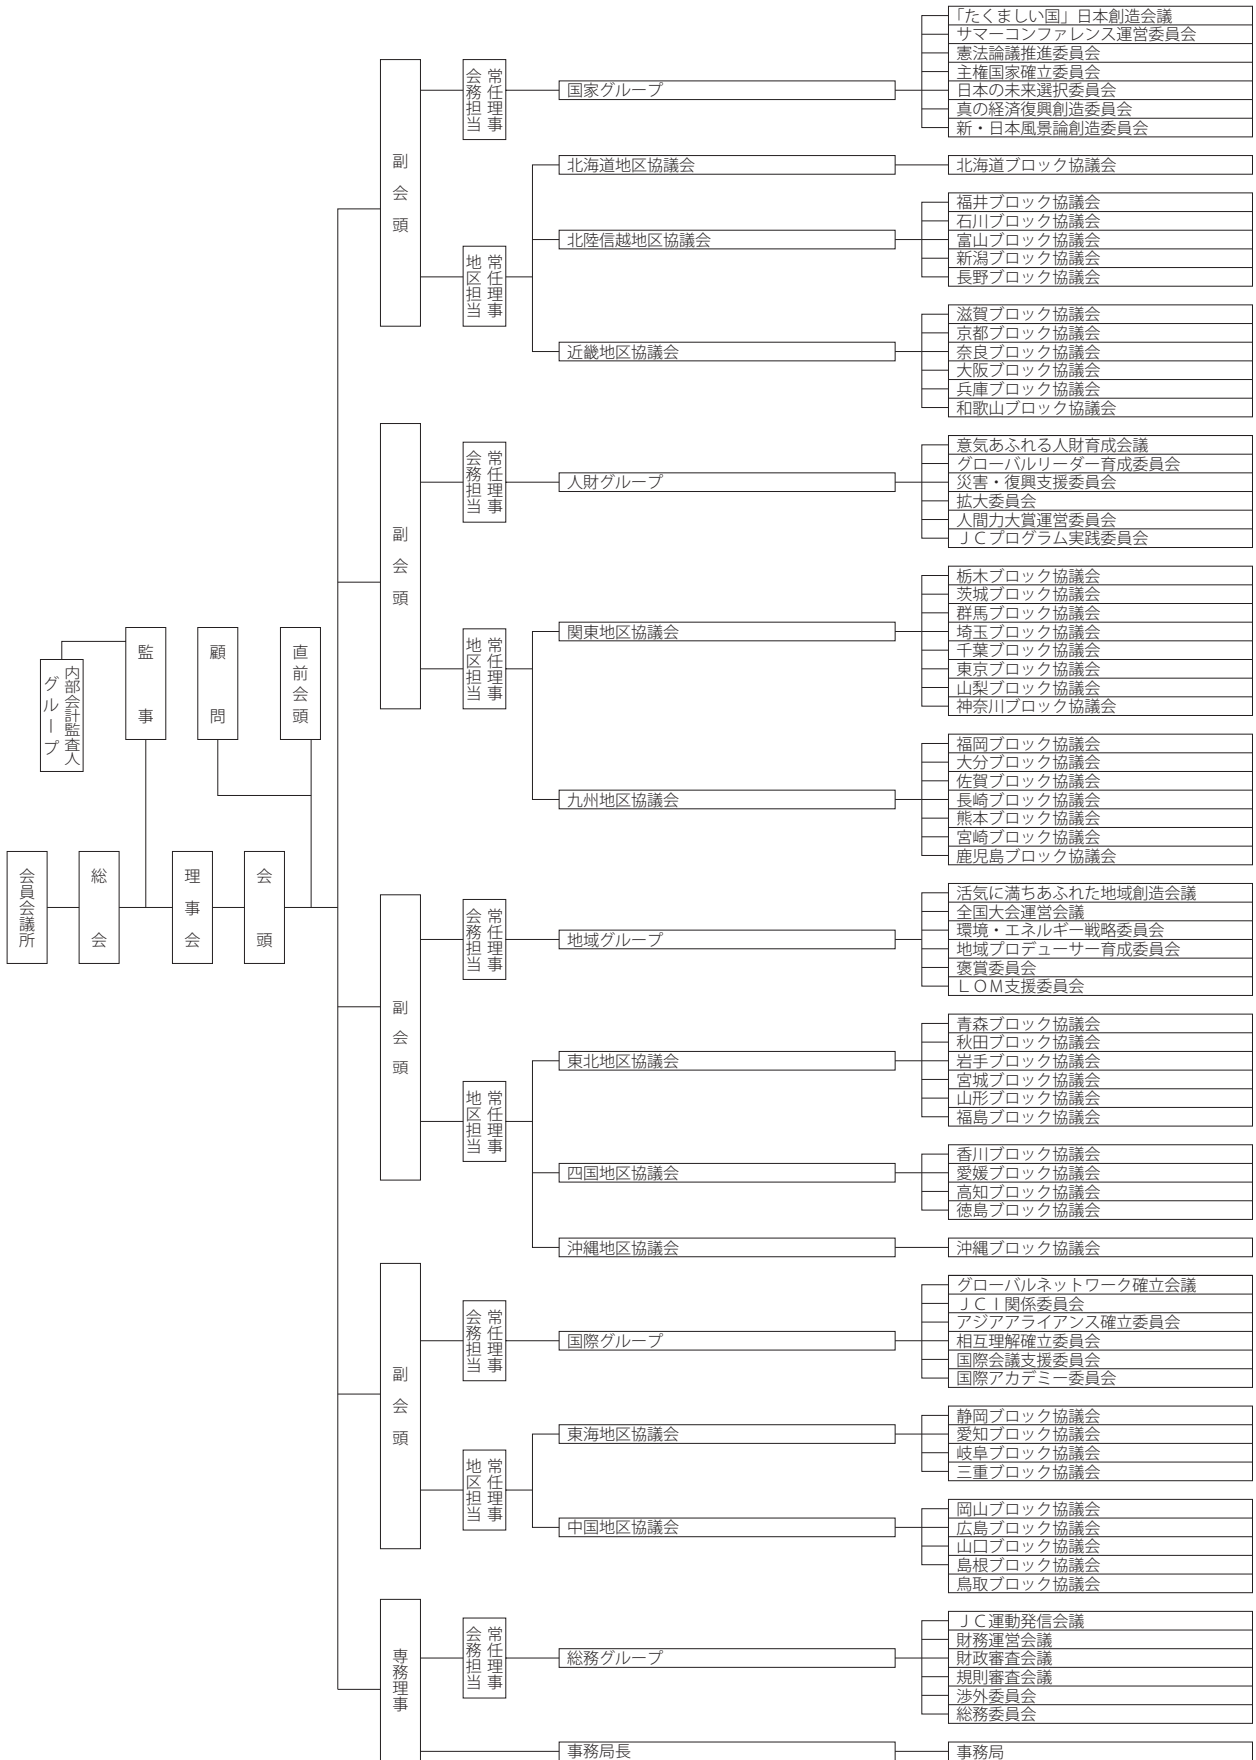 会員会議所
総会
理事会
会頭
監事
内部会計監査人
グループ
顧問
直前会頭
副会頭
常任理事
会務担当
国家グループ
「たくましい国」日本創造会議
サマーコンファレンス運営委員会
憲法論議推進委員会
主権国家確立委員会
日本の未来選択委員会
真の経済復興創造委員会
新・日本風景論創造委員会
常任理事
地区担当
北海道地区協議会
北海道ブロック協議会
北陸信越地区協議会
福井ブロック協議会
石川ブロック協議会
富山ブロック協議会
新潟ブロック協議会
長野ブロック協議会
近畿地区協議会
滋賀ブロック協議会
京都ブロック協議会
奈良ブロック協議会
大阪ブロック協議会
兵庫ブロック協議会
和歌山ブロック協議会
副会頭
常任理事
会務担当
人財グループ
意気あふれる人財育成会議
グローバルリーダー育成委員会
災害・復興支援委員会
拡大委員会
人間力大賞運営委員会
ＪＣプログラム実践委員会
常任理事
地区担当
関東地区協議会
栃木ブロック協議会
茨城ブロック協議会
群馬ブロック協議会
埼玉ブロック協議会
千葉ブロック協議会
東京ブロック協議会
山梨ブロック協議会
神奈川ブロック協議会
九州地区協議会
福岡ブロック協議会
大分ブロック協議会
佐賀ブロック協議会
長崎ブロック協議会
熊本ブロック協議会
宮崎ブロック協議会
鹿児島ブロック協議会
副会頭
常任理事
会務担当
地域グループ
活気に満ちあふれた地域創造会議
全国大会運営会議
環境・エネルギー戦略委員会
地域プロデューサー育成委員会
褒賞委員会
ＬＯＭ支援委員会
常任理事
地区担当
東北地区協議会
青森ブロック協議会
秋田ブロック協議会
岩手ブロック協議会
宮城ブロック協議会
山形ブロック協議会
福島ブロック協議会
四国地区協議会
香川ブロック協議会
愛媛ブロック協議会
高知ブロック協議会
徳島ブロック協議会
沖縄地区協議会
沖縄ブロック協議会
副会頭
常任理事
会務担当
国際グループ
グローバルネットワーク確立会議
ＪＣＩ関係委員会
アジアアライアンス確立委員会
相互理解確立委員会
国際会議支援委員会
国際アカデミー委員会
常任理事
地区担当
東海地区協議会
静岡ブロック協議会
愛知ブロック協議会
岐阜ブロック協議会
三重ブロック協議会
中国地区協議会
岡山ブロック協議会
広島ブロック協議会
山口ブロック協議会
島根ブロック協議会
鳥取ブロック協議会
専務理事
常任理事
会務担当
総務グループ
ＪＣ運動発信会議
財務運営会議
財政審査会議
規則審査会議
渉外委員会
総務委員会
事務局長
事務局